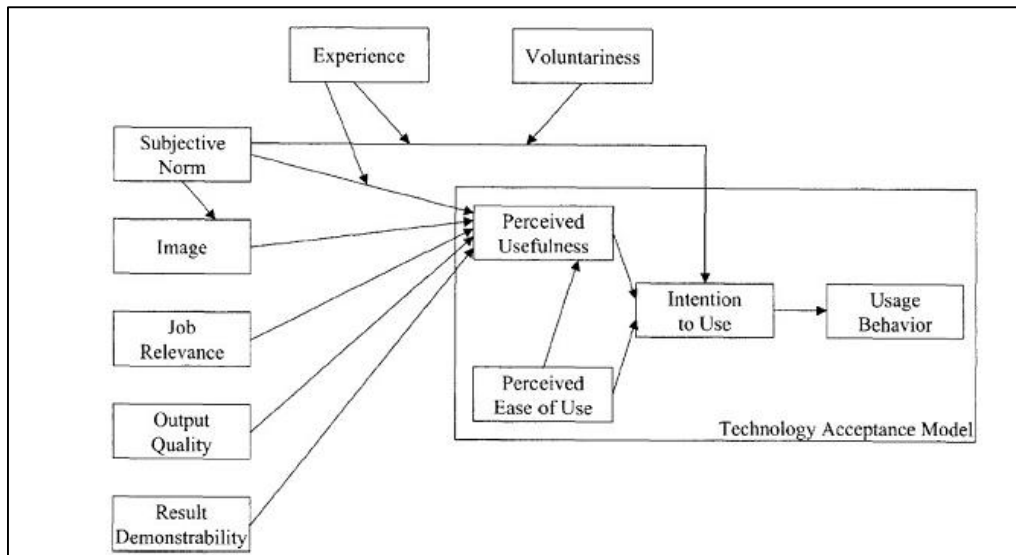 Experience
Voluntariness
Subjective
Norm
Image
Job
Relevance
Output
Quality
Result
Demonstrability
Perceived
Usefulness
Perceived
Ease of Use
Intention
to Use
Usage
Behavior
Technology Acceptance Model